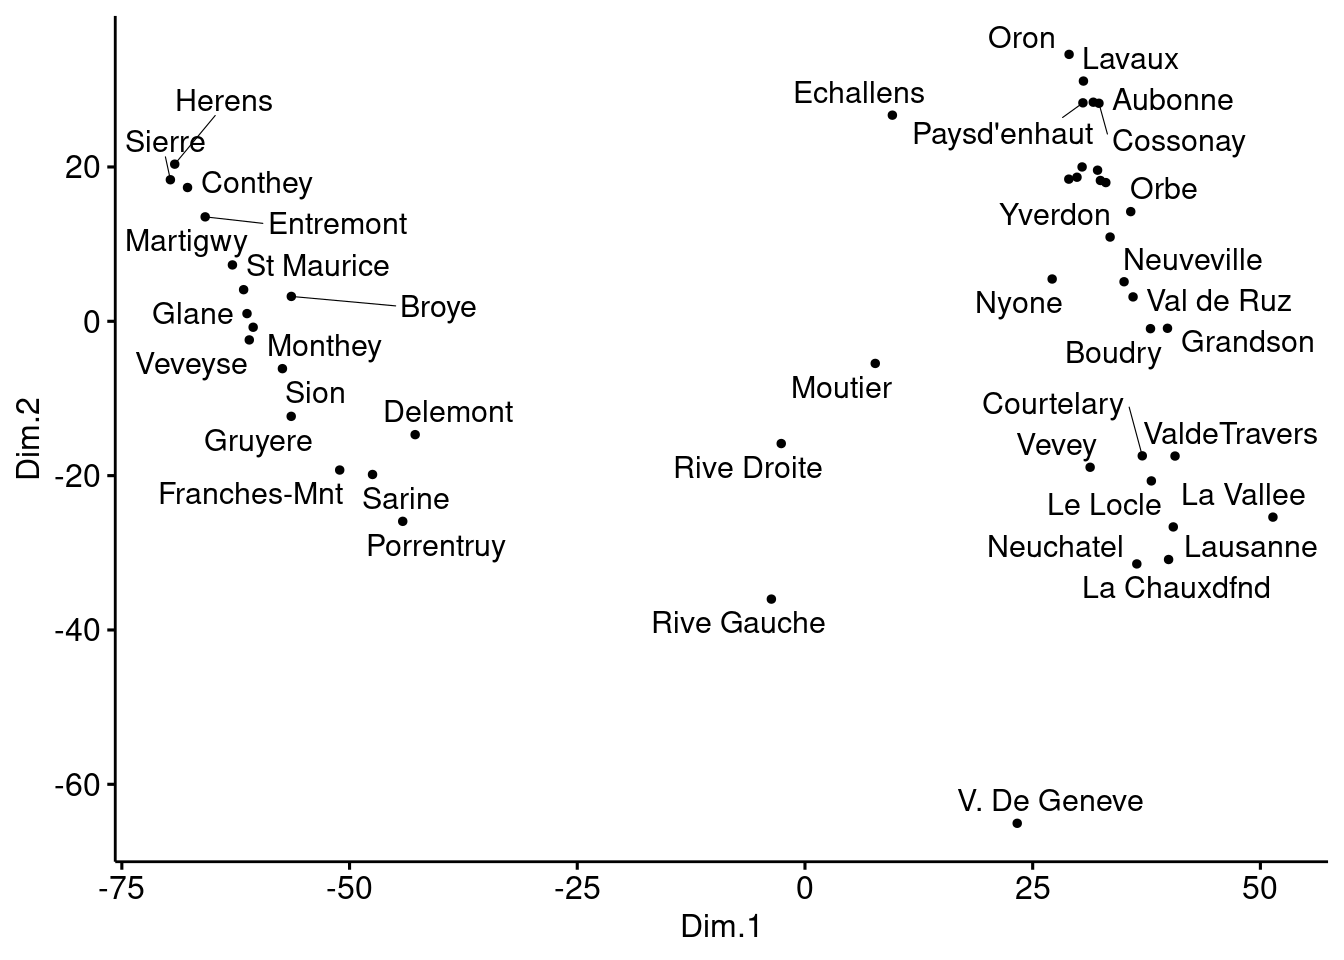 Oron
Lavaux
Echallens
Herens
Aubonne
Paysd'enhaut
Cossonay
Sierre
20
Conthey
Orbe
Entremont
Yverdon
Martigwy
St Maurice
Neuveville
Nyone
Val de Ruz
Broye
Glane
0
Grandson
Monthey
Boudry
Veveyse
Moutier
Sion
Courtelary
Delemont
ValdeTravers
Gruyere
Vevey
Dim.2
Rive Droite
-20
Franches-Mnt
Sarine
La Vallee
Le Locle
Porrentruy
Neuchatel
Lausanne
La Chauxdfnd
Rive Gauche
-40
-60
V. De Geneve
-75
-50
-25
0
25
50
Dim.1